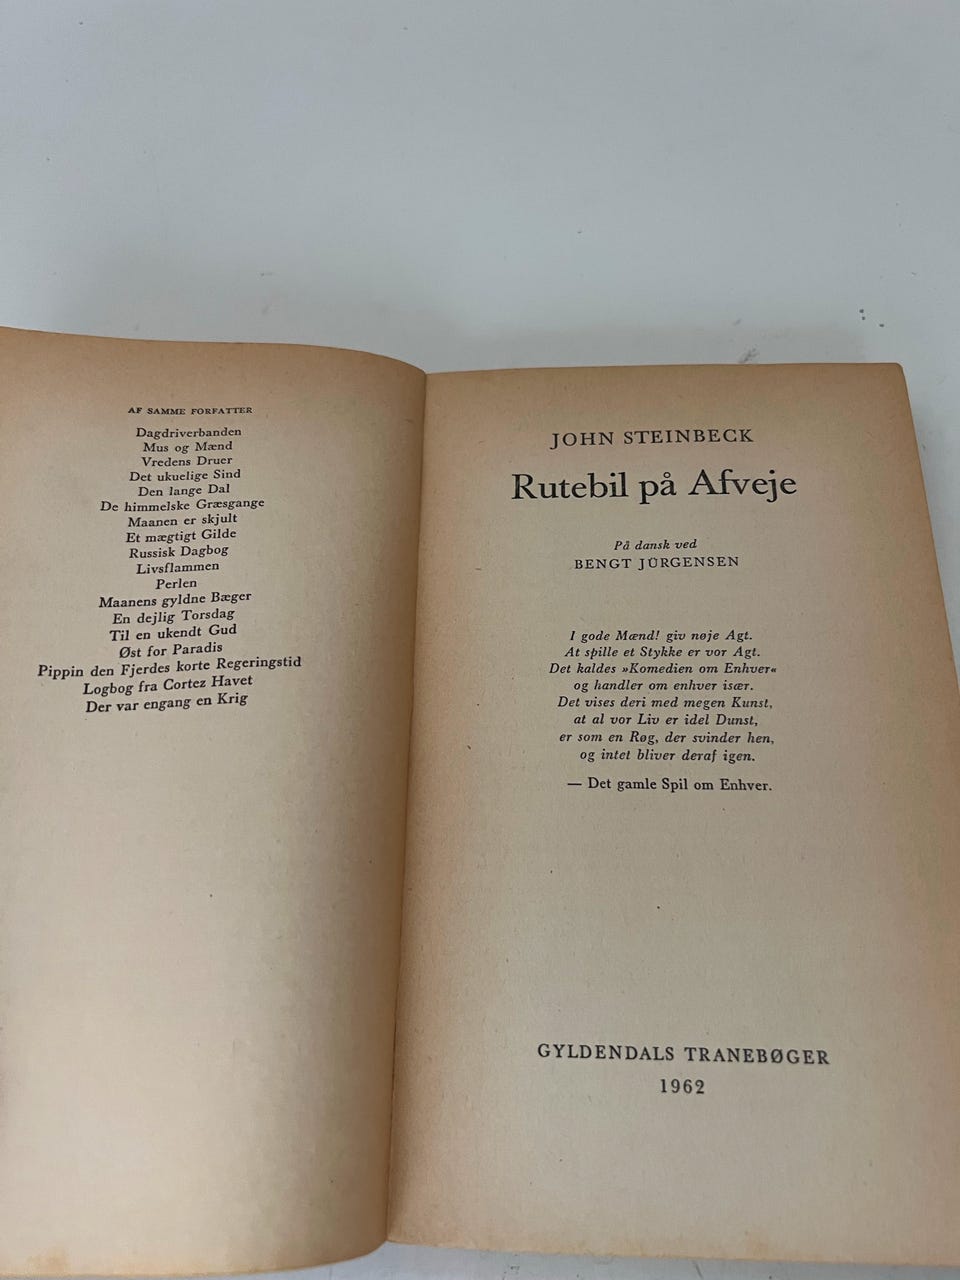 AF SAMME FORFATTER
Dagdriverbanden
Mus og Mænd
Vredens Druer
Det ukuelige Sind
Den lange Dal
De himmelske Græsgange
Maanen er skjult
Et mægtigt Gilde
Russisk Dagbog
Livsflammen
Perlen
Maanens gyldne Bæger
En dejlig Torsdag
Til en ukendt Gud
Øst for Paradis
Pippin den Fjerdes korte Regeringstid
Logbog fra Cortez Havet
Der var engang en Krig
JOHN STEINBECK
Rutebil på Afveje
På dansk ved
BENGT JÜRGENSEN
I gode Mænd! giv nøje Agt.
At spille et Stykke er vor Agt.
Det kaldes »Komedien om Enhver«
og handler om enhver især.
Det vises deri med megen Kunst,
at al vor Liv er idel Dunst,
er som en Røg, der svinder hen,
og intet bliver deraf igen.
— Det gamle Spil om Enhver.
GYLDENDALS TRANEBØGER
1962